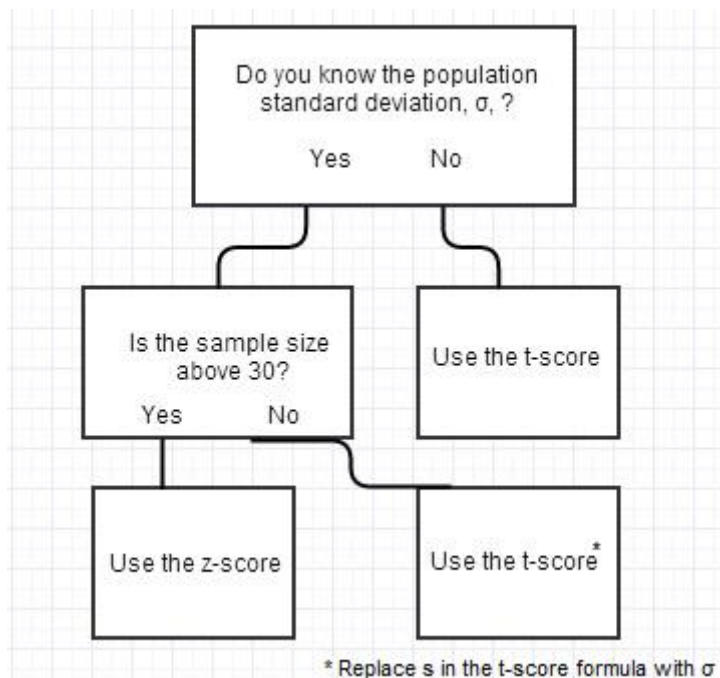 Do you know the population
standard deviation, σ, ?
Yes No
Is the sample size
above 30?
Yes No
Use the t-score
Use the z-score
Use the t-score*
* Replace s in the t-score formula with σ